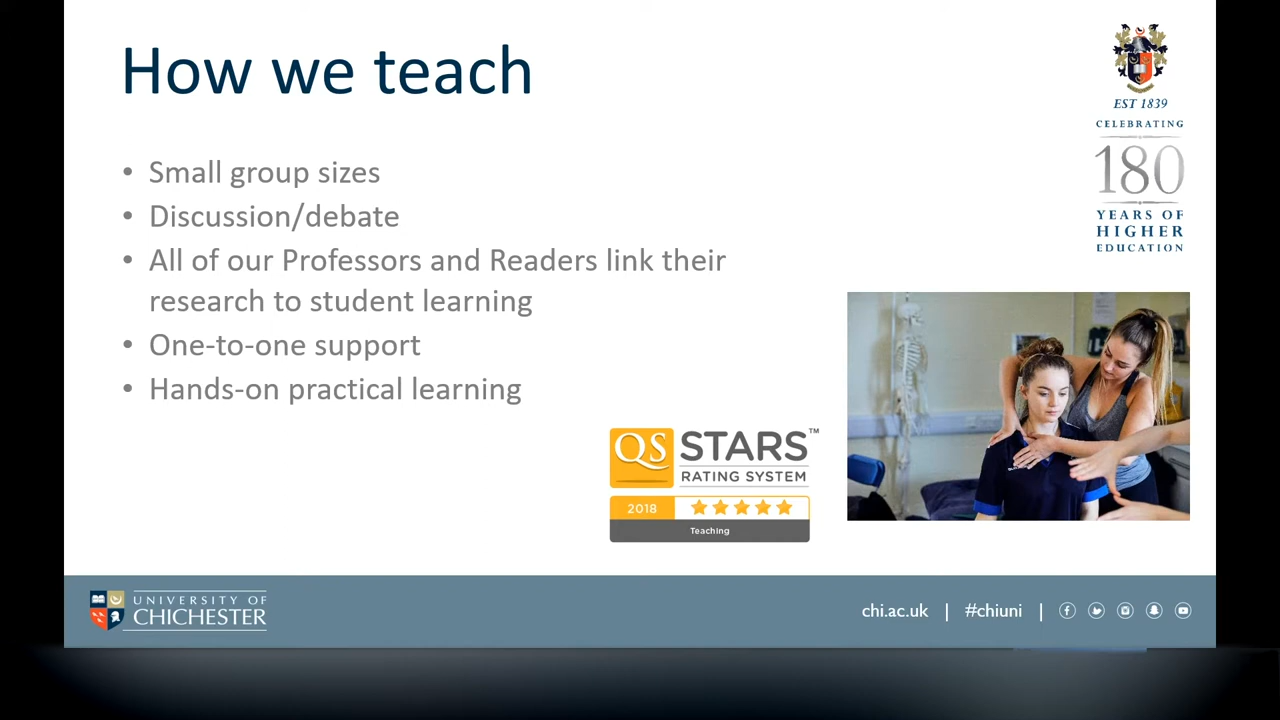 How we teach
EST 1839
CELEBRATING
180
YEARS OF
HIGHER
EDUCATION
• Small group sizes
• Discussion/debate
• All of our Professors and Readers link their
research to student learning
• One-to-one support
• Hands-on practical learning
QS STARS™
RATING SYSTEM
2018
Teaching
UNIVERSITY OF
CHICHESTER
chi.ac.uk | #chiuni |